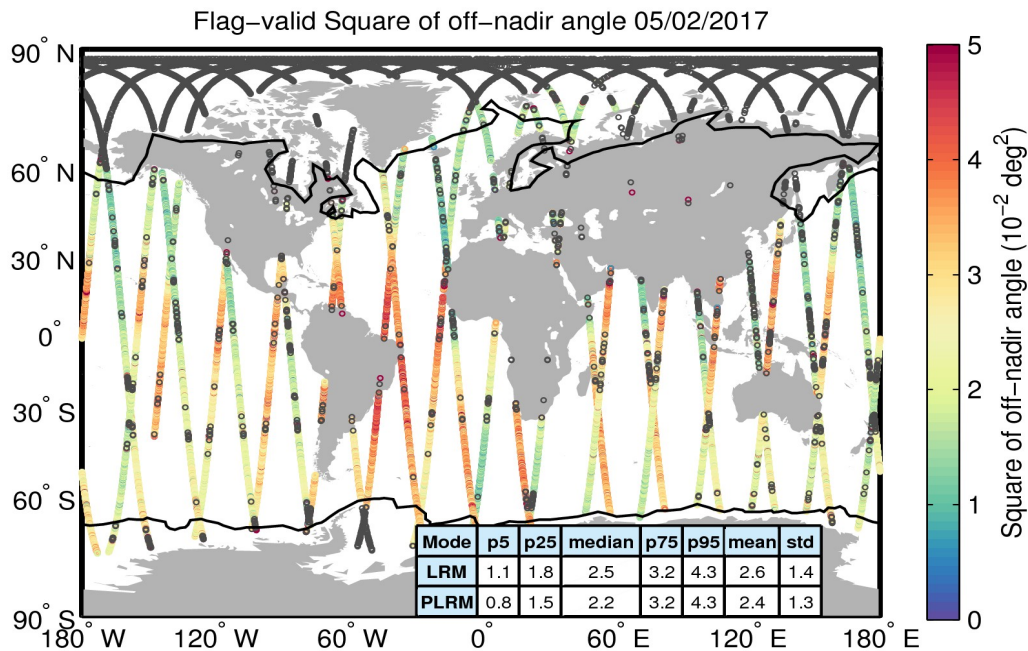 Flag-valid Square of off-nadir angle 05/02/2017
90° N
60° N
30° N
0°
30° S
60° S
90° S
180° W
120° W
60° W
0°
60° E
120° E
180° E
Mode p5 p25 median p75 p95 mean std
LRM 1.1 1.8 2.5 3.2 4.3 2.6 1.4
PLRM 0.8 1.5 2.2 3.2 4.3 2.4 1.3
5
4
3
2
1
0
Square of off-nadir angle (10⁻² deg²)